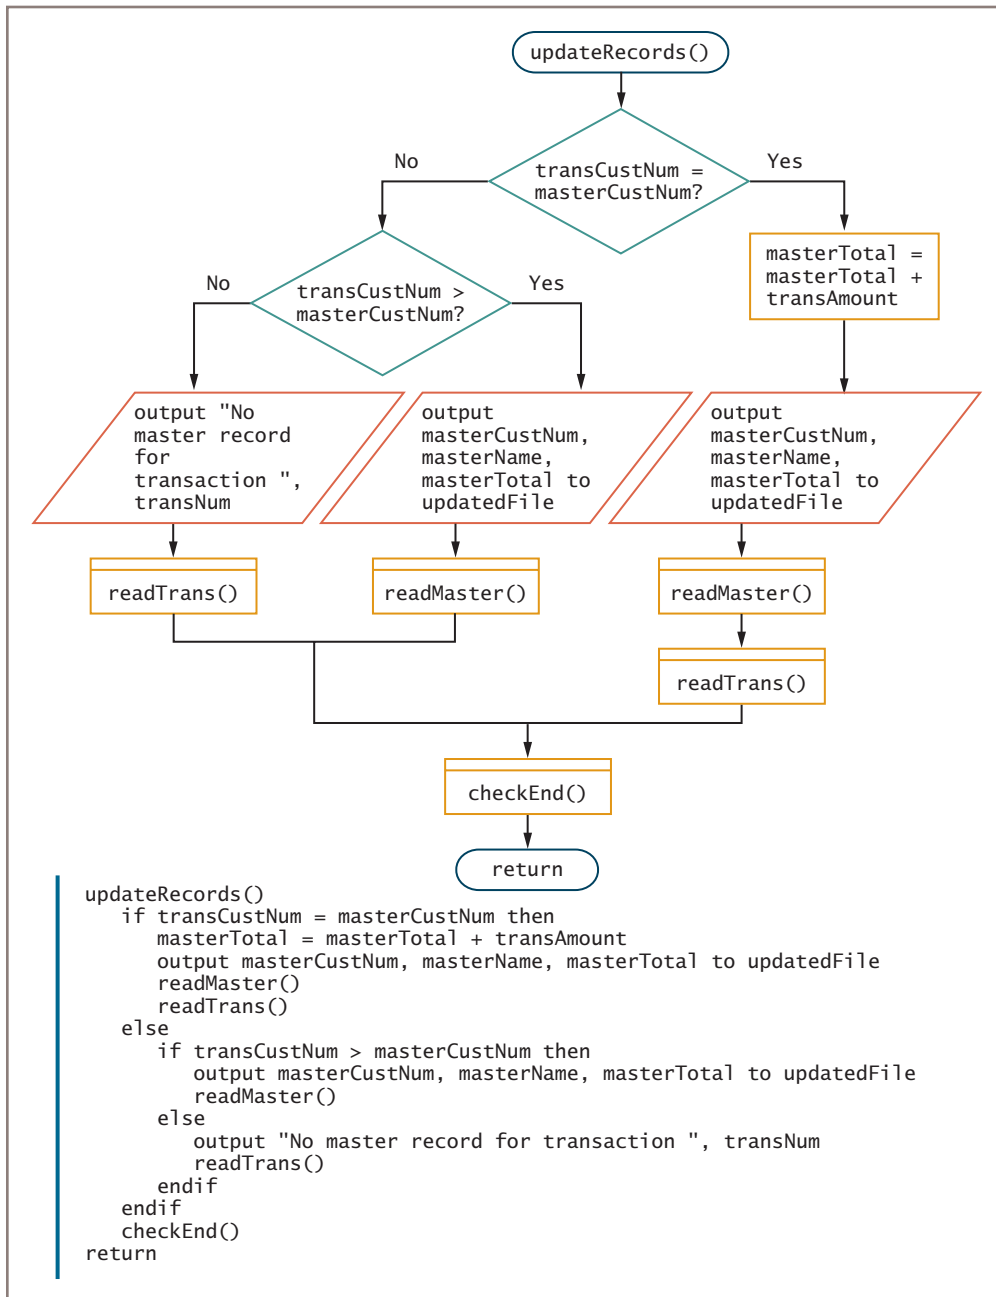 updateRecords()
No
transCustNum =
masterCustNum?
Yes
masterTotal =
masterTotal +
transAmount
No
transCustNum >
masterCustNum?
Yes
output "No
master record
for
transaction ",
transNum
output
masterCustNum,
masterName,
masterTotal to
updatedFile
output
masterCustNum,
masterName,
masterTotal to
updatedFile
readTrans()
readMaster()
readMaster()
readTrans()
checkEnd()
return
updateRecords()
   if transCustNum = masterCustNum then
      masterTotal = masterTotal + transAmount
      output masterCustNum, masterName, masterTotal to updatedFile
      readMaster()
      readTrans()
   else
      if transCustNum > masterCustNum then
         output masterCustNum, masterName, masterTotal to updatedFile
         readMaster()
      else
         output "No master record for transaction ", transNum
         readTrans()
      endif
   endif
   checkEnd()
return